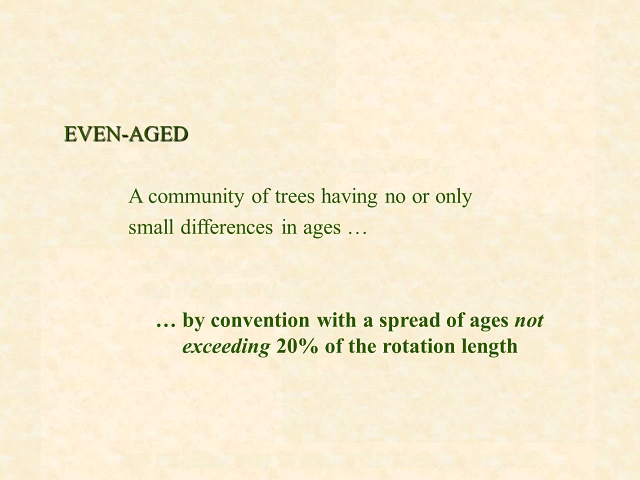 EVEN-AGED
A community of trees having no or only
small differences in ages …
… by convention with a spread of ages not
exceeding 20% of the rotation length